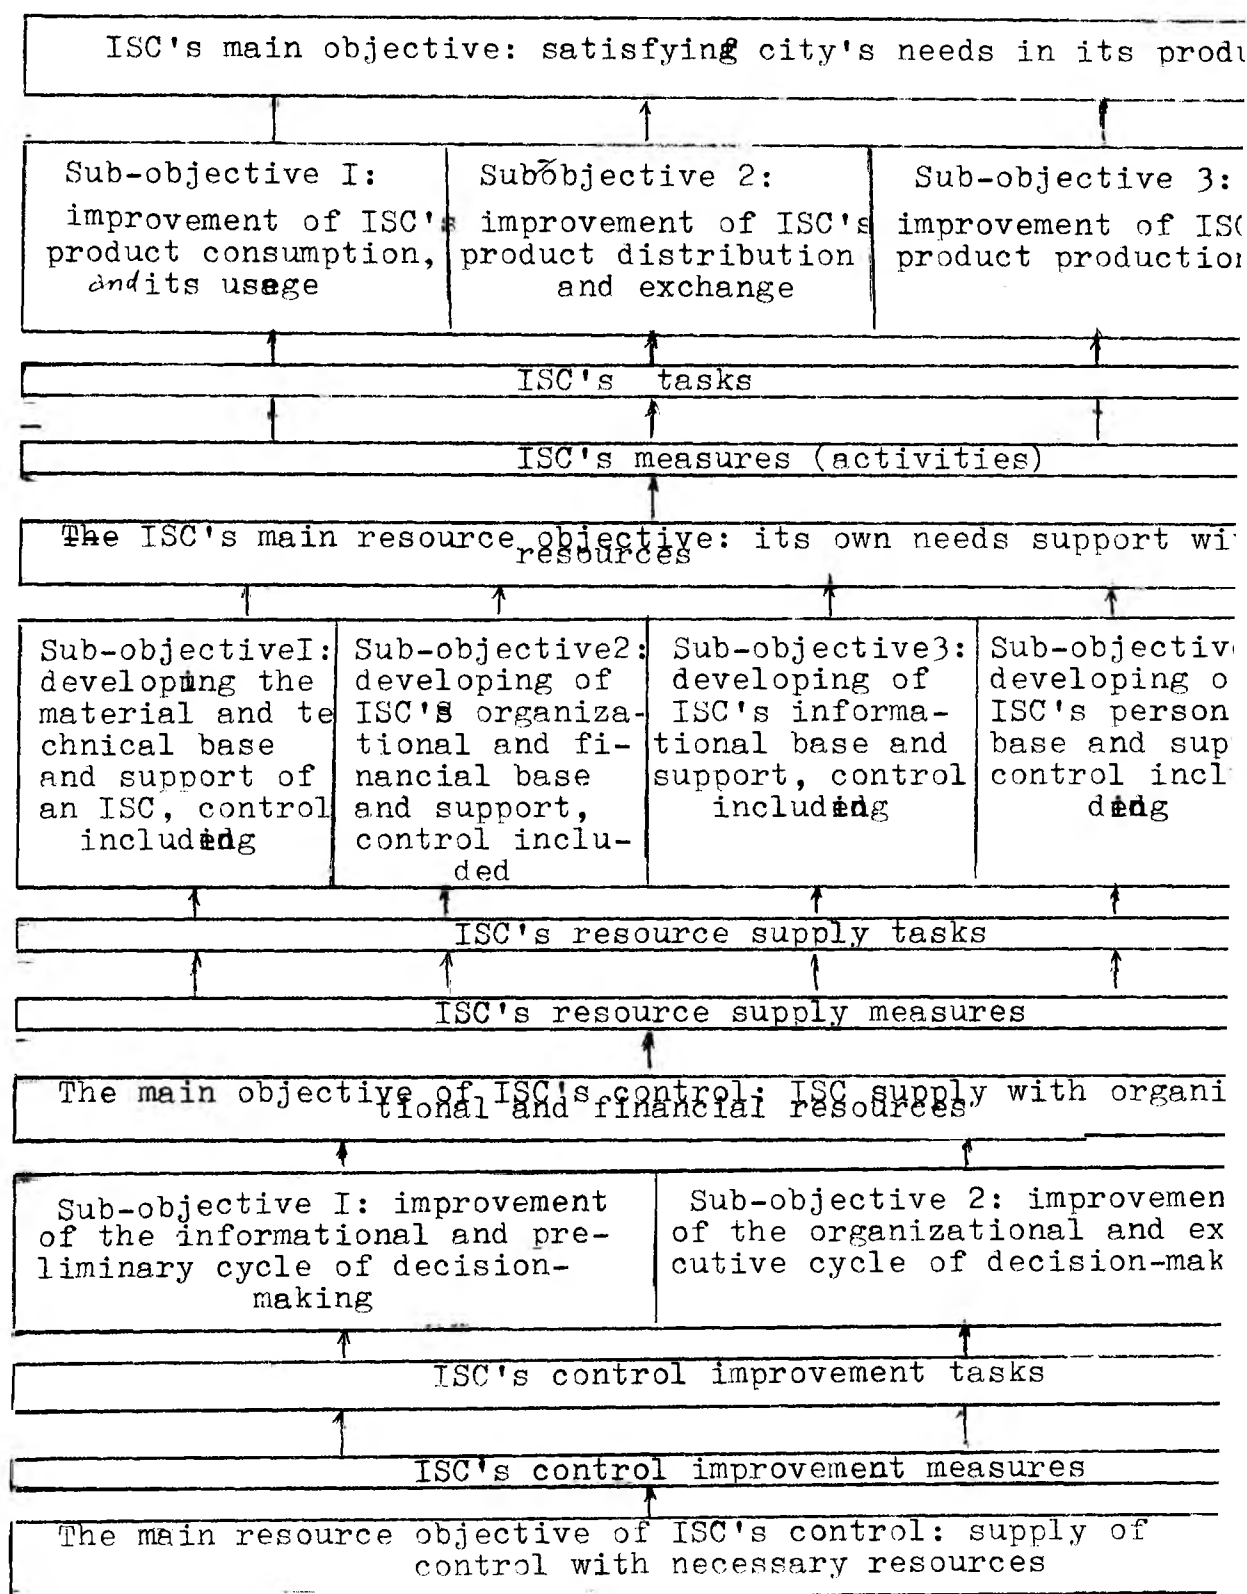 ISC's main objective: satisfying city's needs in its produ
Sub-objective I:
improvement of ISC's
product consumption,
and its usage
Subobjective 2:
improvement of ISC's
product distribution
and exchange
Sub-objective 3:
improvement of ISC
product production
ISC's tasks
ISC's measures (activities)
The ISC's main resource objective: its own needs support wi
resources
Sub-objectiveI:
developing the
material and te
chnical base
and support of
an ISC, control
including
Sub-objective2:
developing of
ISC's organiza-
tional and fi-
nancial base
and support,
control inclu-
ded
Sub-objective3:
developing of
ISC's informa-
tional base and
support, control
including
Sub-objectiv
developing o
ISC's person
base and sup
control incl
ding
ISC's resource supply tasks
ISC's resource supply measures
The main objective of ISC's control: ISC supply with organi
tional and financial resources
Sub-objective I: improvement
of the informational and pre-
liminary cycle of decision-
making
Sub-objective 2: improvemen
of the organizational and ex
cutive cycle of decision-mak
ISC's control improvement tasks
ISC's control improvement measures
The main resource objective of ISC's control: supply of
control with necessary resources